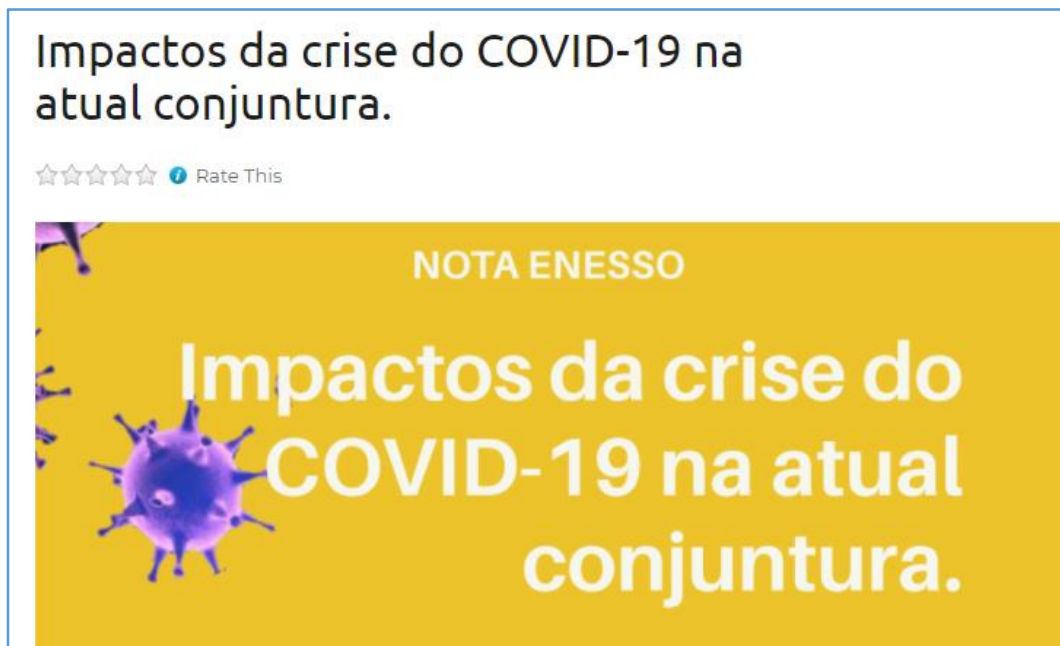 Impactos da crise do COVID-19 na
atual conjuntura.
Rate This
NOTA ENESSO
Impactos da crise do
COVID-19 na atual
conjuntura.